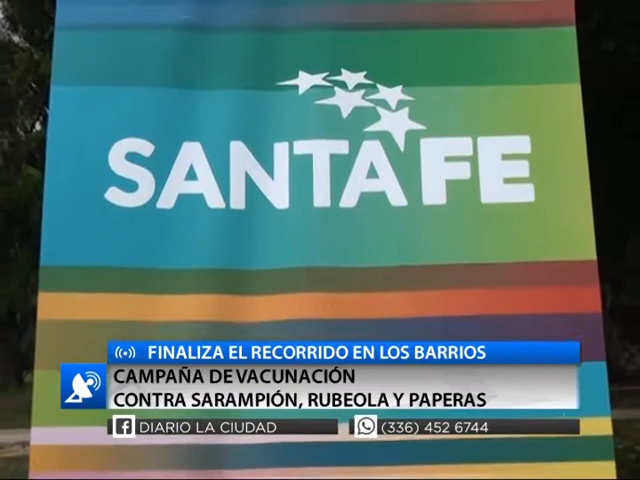 SANTA FE
FINALIZA EL RECORRIDO EN LOS BARRIOS
CAMPAÑA DE VACUNACIÓN
CONTRA SARAMPIÓN, RUBEOLA Y PAPERAS
DIARIO LA CIUDAD
(336) 452 6744